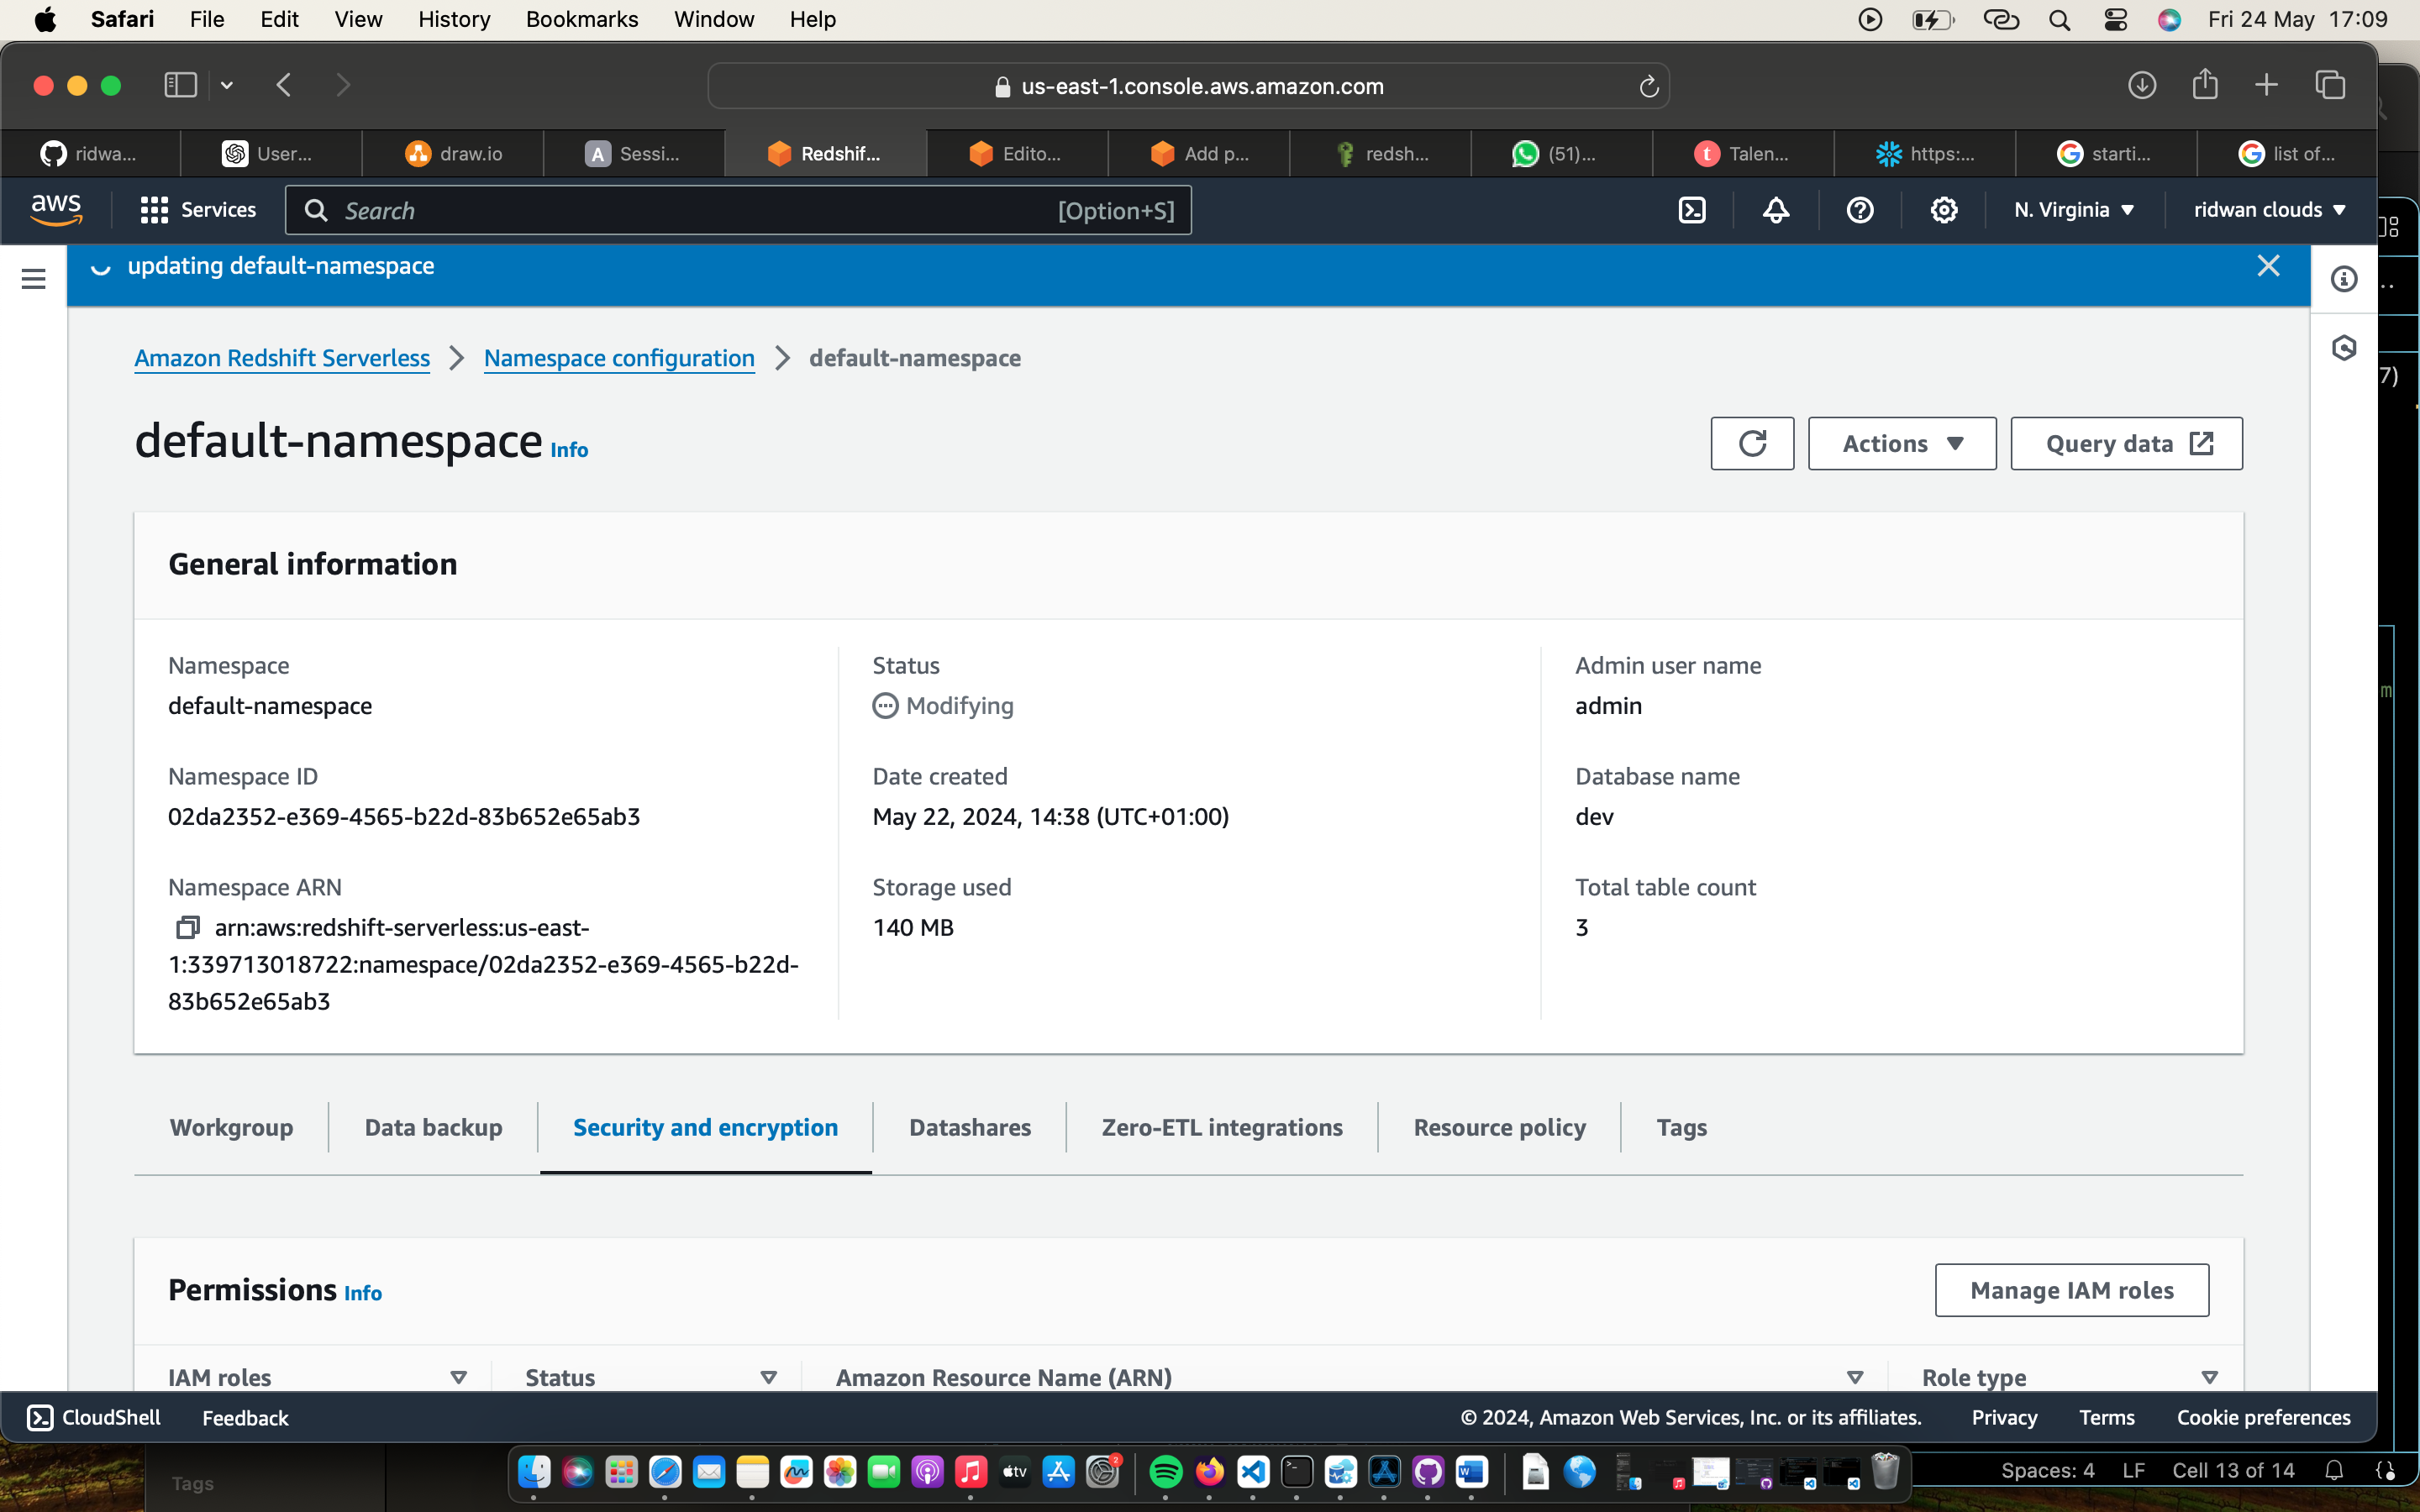 Safari File Edit View History Bookmarks Window Help Fri 24 May 17:09
us-east-1.console.aws.amazon.com
ridwa... User... draw.io A Sessi... Redshif... Edito... Add p... redsh... (51)... t Talen... https:... starti... list of...
aws Services Search [Option+S] N. Virginia ridwan clouds
updating default-namespace
Amazon Redshift Serverless > Namespace configuration > default-namespace
7)
default-namespace Info Actions Query data
General information
Namespace
default-namespace
Namespace ID
02da2352-e369-4565-b22d-83b652e65ab3
Namespace ARN
arn:aws:redshift-serverless:us-east-
1:339713018722:namespace/02da2352-e369-4565-b22d-
83b652e65ab3
Status
Modifying
Date created
May 22, 2024, 14:38 (UTC+01:00)
Storage used
140 MB
Admin user name
admin
Database name
dev
Total table count
3
m
Workgroup Data backup Security and encryption Datashares Zero-ETL integrations Resource policy Tags
Permissions Info Manage IAM roles
IAM roles Status Amazon Resource Name (ARN) Role type
CloudShell Feedback © 2024, Amazon Web Services, Inc. or its affiliates. Privacy Terms Cookie preferences
Tags tv 2 W Spaces: 4 LF Cell 13 of 14